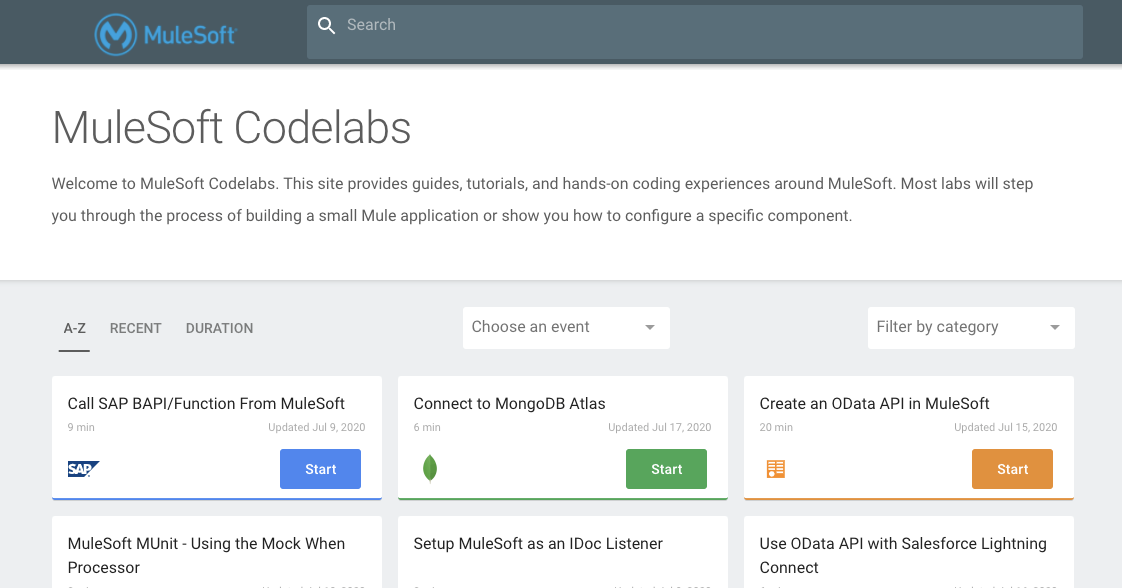 MuleSoft
Search
MuleSoft Codelabs
Welcome to MuleSoft Codelabs. This site provides guides, tutorials, and hands-on coding experiences around MuleSoft. Most labs will step
you through the process of building a small Mule application or show you how to configure a specific component.
A-Z RECENT DURATION
Choose an event
Filter by category
Call SAP BAPI/Function From MuleSoft
9 min Updated Jul 9, 2020
SAP Start
Connect to MongoDB Atlas
6 min Updated Jul 17, 2020
Start
Create an OData API in MuleSoft
20 min Updated Jul 15, 2020
Start
MuleSoft MUnit - Using the Mock When
Processor
Setup MuleSoft as an IDoc Listener
Use OData API with Salesforce Lightning
Connect